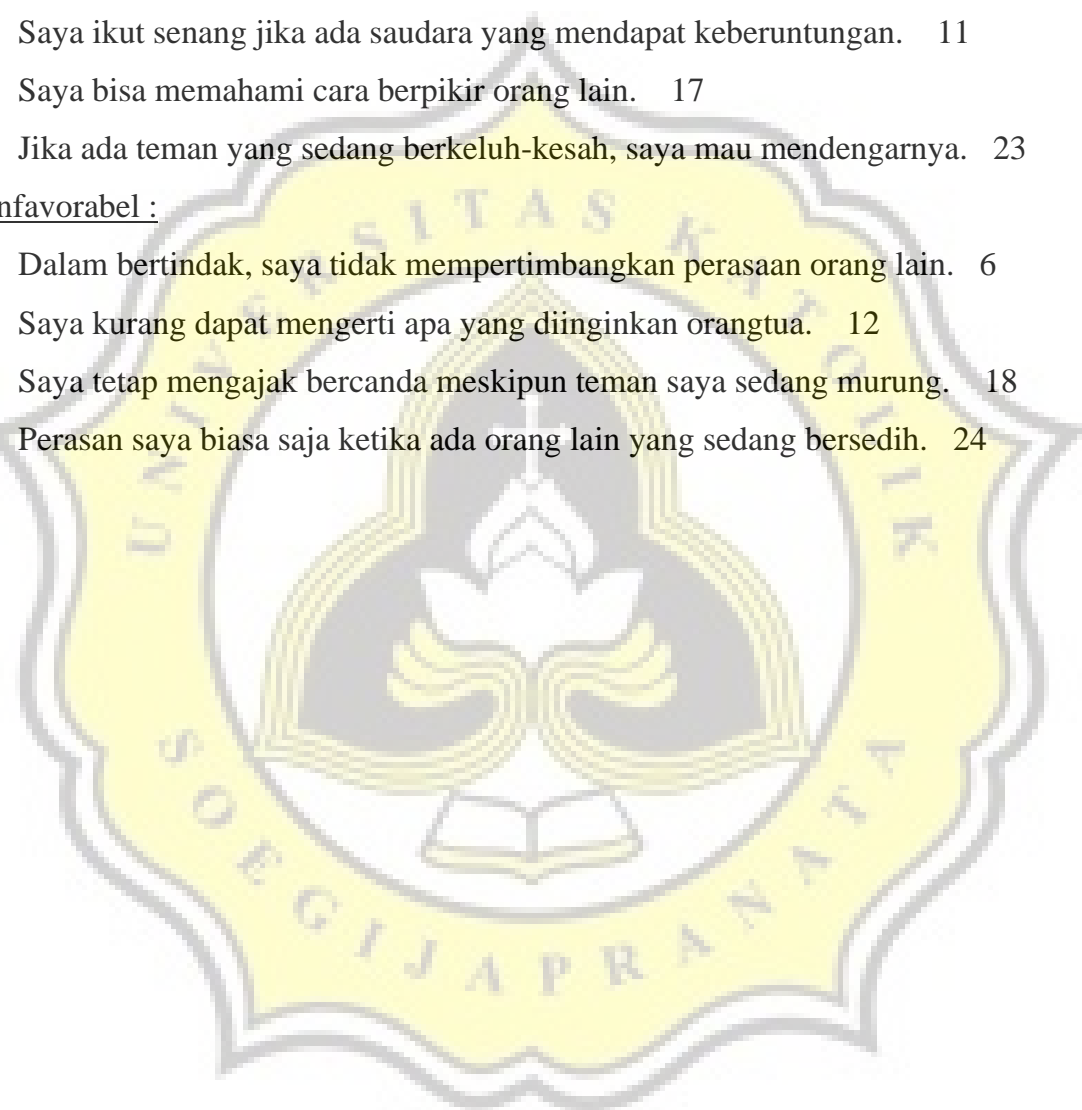 Saya ikut senang jika ada saudara yang mendapat keberuntungan. 11
Saya bisa memahami cara berpikir orang lain. 17
Jika ada teman yang sedang berkeluh-kesah, saya mau mendengarnya. 23
nfavorabel :
Dalam bertindak, saya tidak mempertimbangkan perasaan orang lain. 6
Saya kurang dapat mengerti apa yang diinginkan orangtua. 12
Saya tetap mengajak bercanda meskipun teman saya sedang murung. 18
Perasan saya biasa saja ketika ada orang lain yang sedang bersedih. 24
UNIVERSITAS KATOLIK
SOEGIJAPRANATA